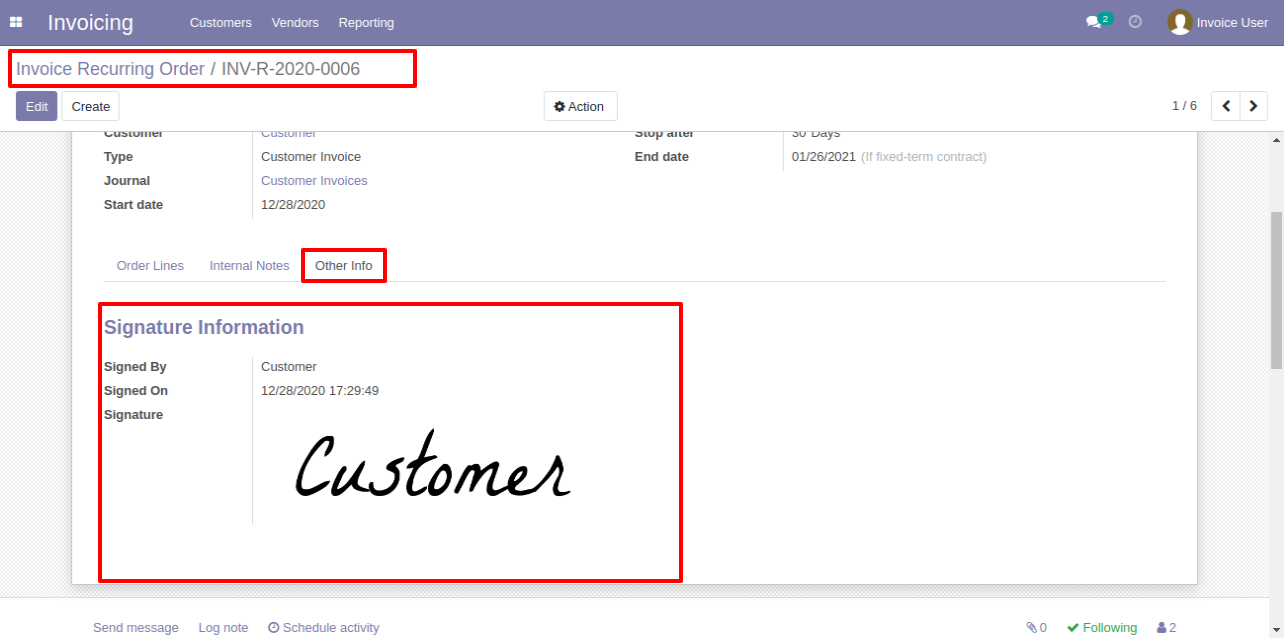 Invoicing Customers Vendors Reporting 2 Invoice User
Invoice Recurring Order / INV-R-2020-0006
Edit Create Action 1 / 6
Customer Customer Stop after 30 Days
Type Customer Invoice End date 01/26/2021 (If fixed-term contract)
Journal Customer Invoices
Start date 12/28/2020
Order Lines Internal Notes Other Info
Signature Information
Signed By Customer
Signed On 12/28/2020 17:29:49
Signature
Customer
Send message Log note Schedule activity 0 Following 2